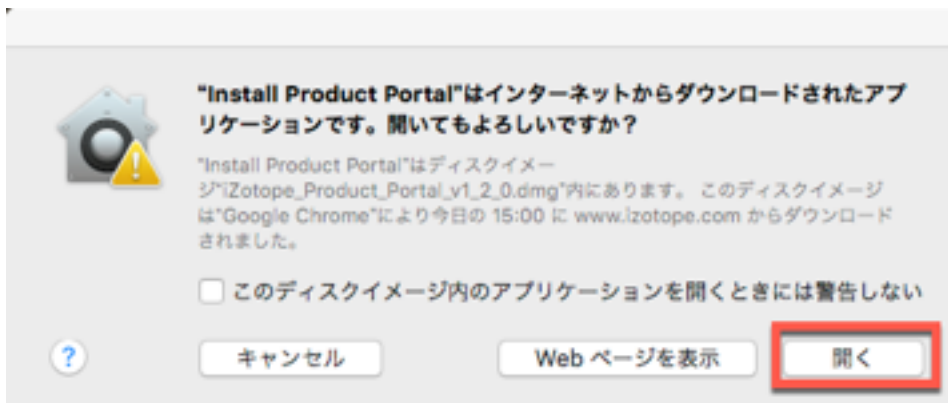 "Install Product Portal"はインターネットからダウンロードされたアプ
リケーションです。開いてもよろしいですか？
"Install Product Portal"はディスクイメー
ジ"iZotope_Product_Portal_v1_2_0.dmg"内にあります。 このディスクイメージ
は"Google Chrome"により今日の 15:00 に www.izotope.com からダウンロード
されました。
このディスクイメージ内のアプリケーションを開くときには警告しない
? キャンセル Web ページを表示 開く